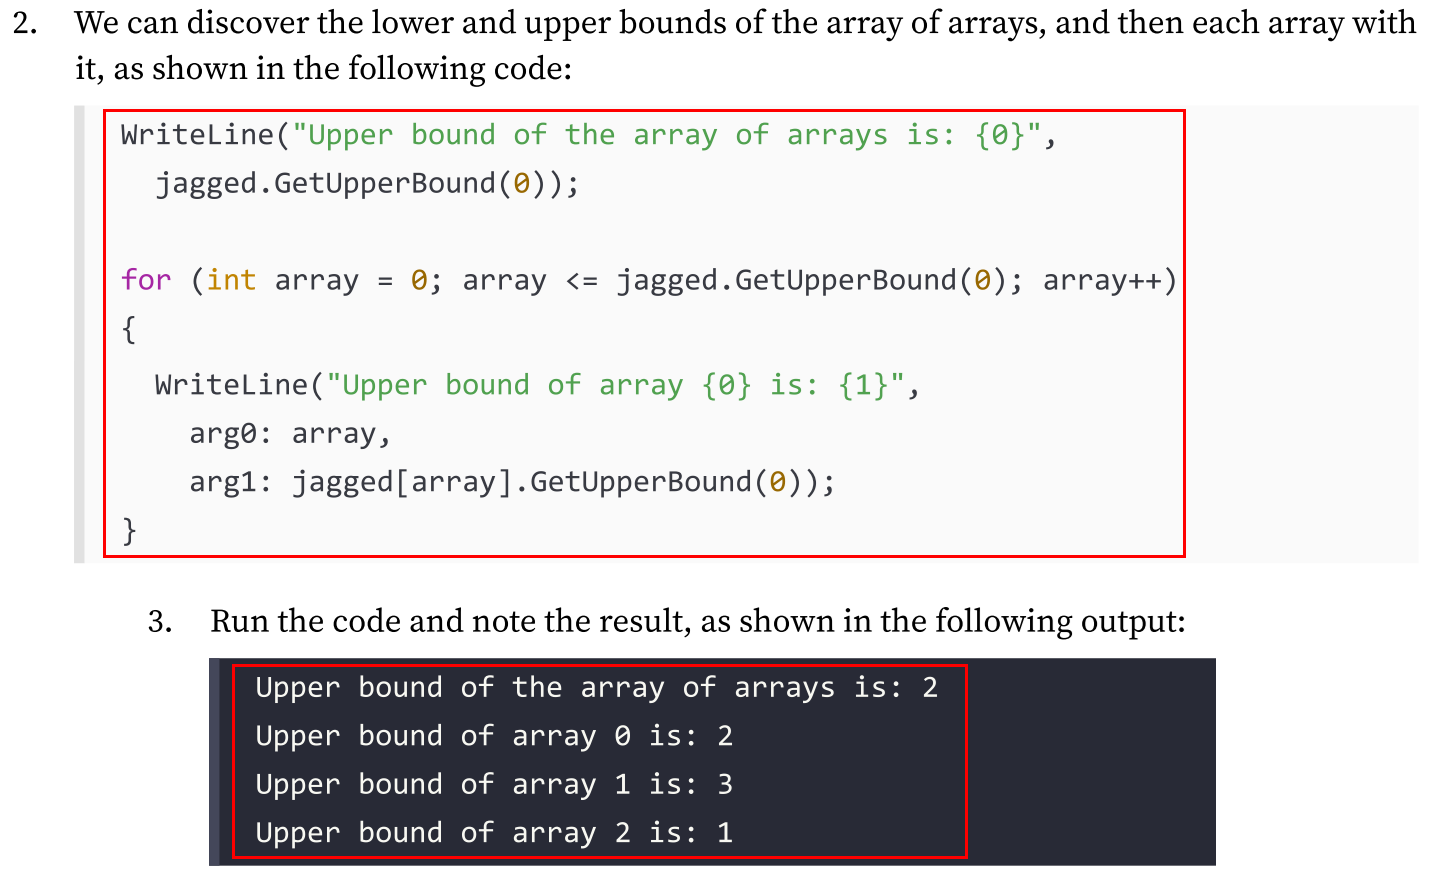 2. We can discover the lower and upper bounds of the array of arrays, and then each array with
it, as shown in the following code:
WriteLine("Upper bound of the array of arrays is: {0}",
  jagged.GetUpperBound(0));
for (int array = 0; array <= jagged.GetUpperBound(0); array++)
{
  WriteLine("Upper bound of array {0} is: {1}",
    arg0: array,
    arg1: jagged[array].GetUpperBound(0));
}
3. Run the code and note the result, as shown in the following output:
Upper bound of the array of arrays is: 2
Upper bound of array 0 is: 2
Upper bound of array 1 is: 3
Upper bound of array 2 is: 1